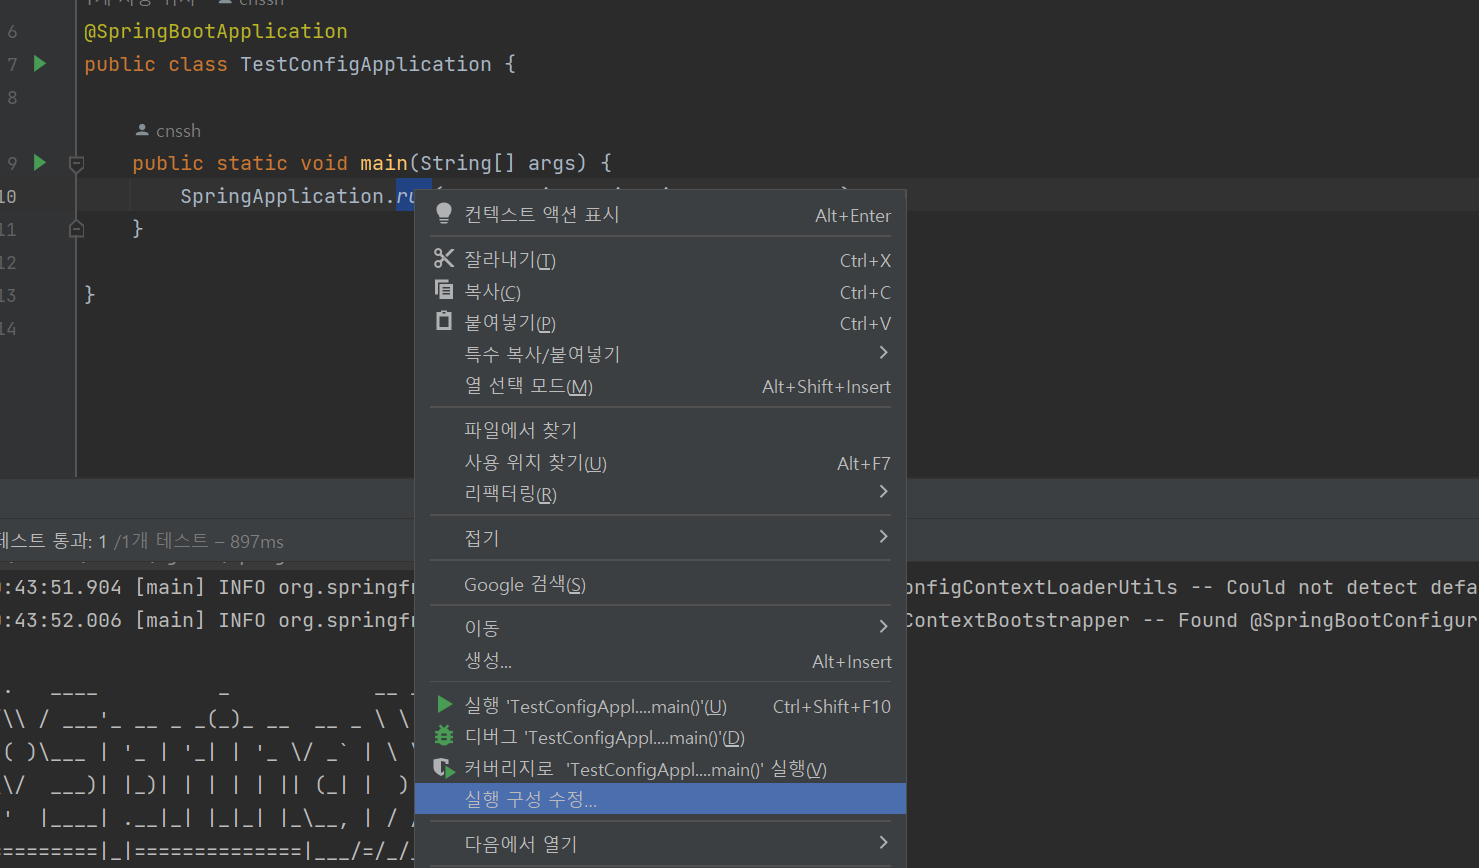 cnssh
6 @SpringBootApplication
7 public class TestConfigApplication {
8
cnssh
9 public static void main(String[] args) {
10 SpringApplication.ru
11 }
12
13 }
14
컨텍스트 액션 표시 Alt+Enter
잘라내기(T) Ctrl+X
복사(C) Ctrl+C
붙여넣기(P) Ctrl+V
특수 복사/붙여넣기
열 선택 모드(M) Alt+Shift+Insert
파일에서 찾기
사용 위치 찾기(U) Alt+F7
리팩터링(R)
접기
Google 검색(S)
이동
생성... Alt+Insert
실행 'TestConfigAppl....main()'(U) Ctrl+Shift+F10
디버그 'TestConfigAppl....main()'(D)
커버리지로 'TestConfigAppl....main()' 실행(V)
실행 구성 수정...
다음에서 열기
테스트 통과: 1 /1개 테스트 – 897ms
:43:51.904 [main] INFO org.springfr onfigContextLoaderUtils -- Could not detect defa
:43:52.006 [main] INFO org.springfr ContextBootstrapper -- Found @SpringBootConfigur